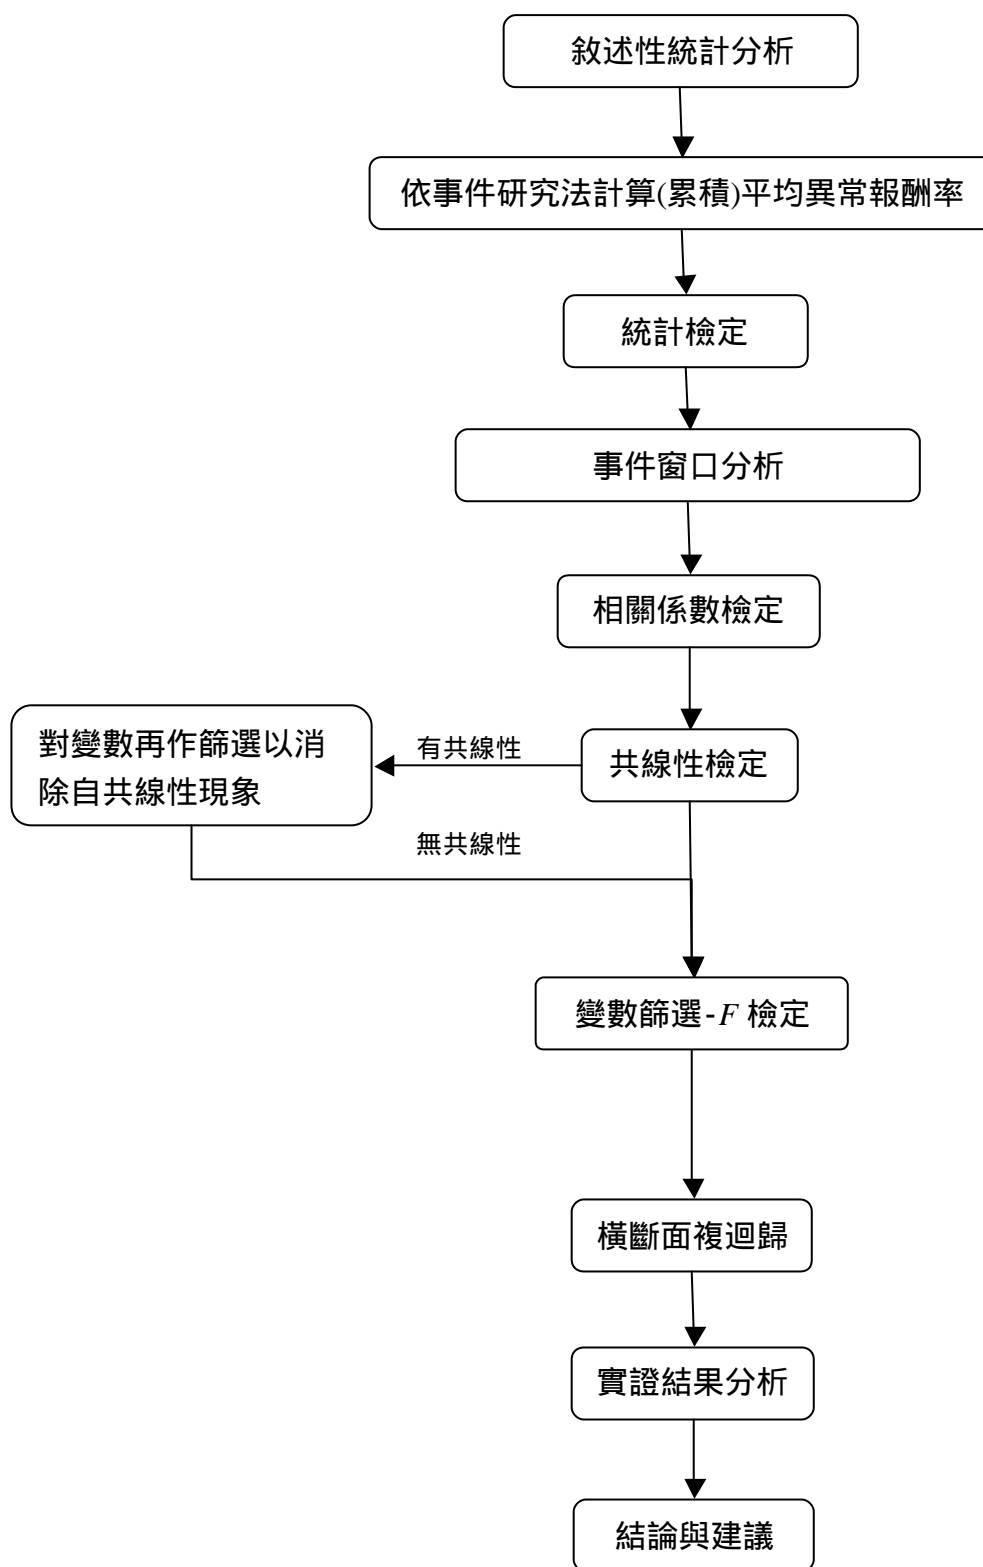 敘述性統計分析
依事件研究法計算(累積)平均異常報酬率
統計檢定
事件窗口分析
相關係數檢定
對變數再作篩選以消
除自共線性現象
有共線性
共線性檢定
無共線性
變數篩選-F 檢定
橫斷面複迴歸
實證結果分析
結論與建議